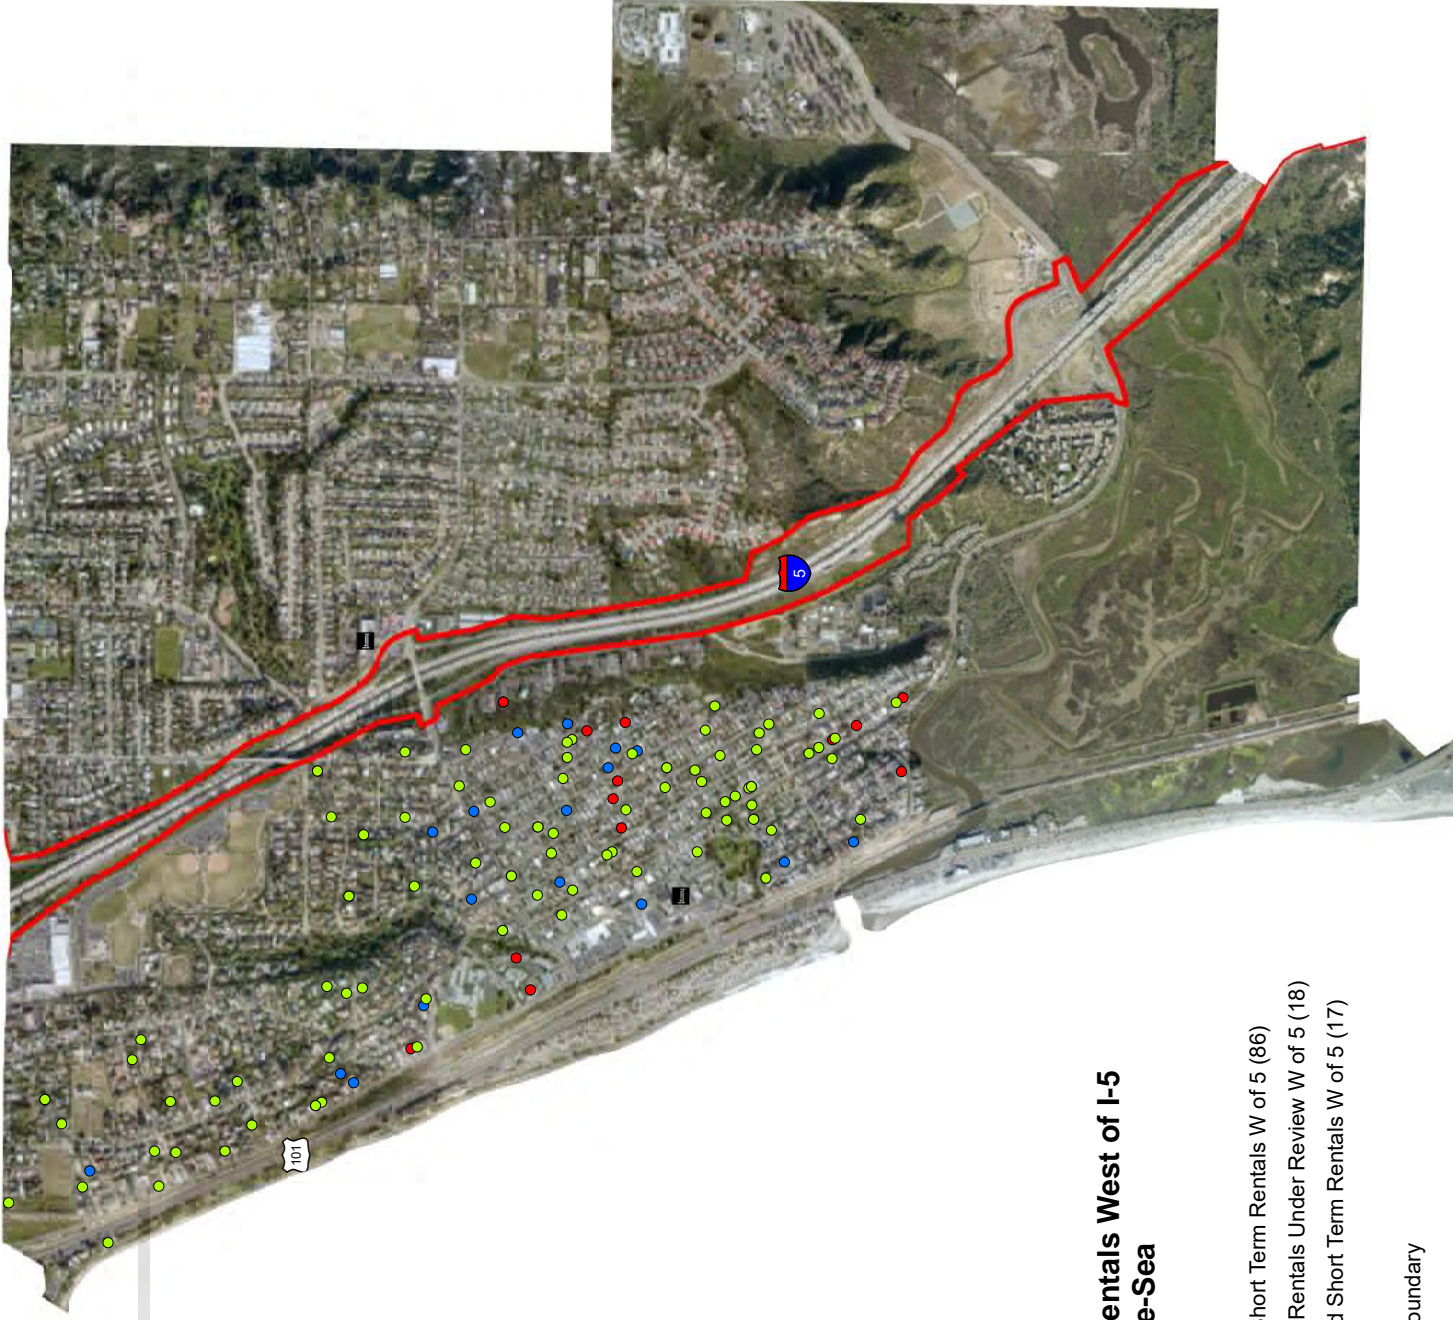 entals West of I-5
e-Sea
hort Term Rentals W of 5 (86)
Rentals Under Review W of 5 (18)
d Short Term Rentals W of 5 (17)
oundary
5
101